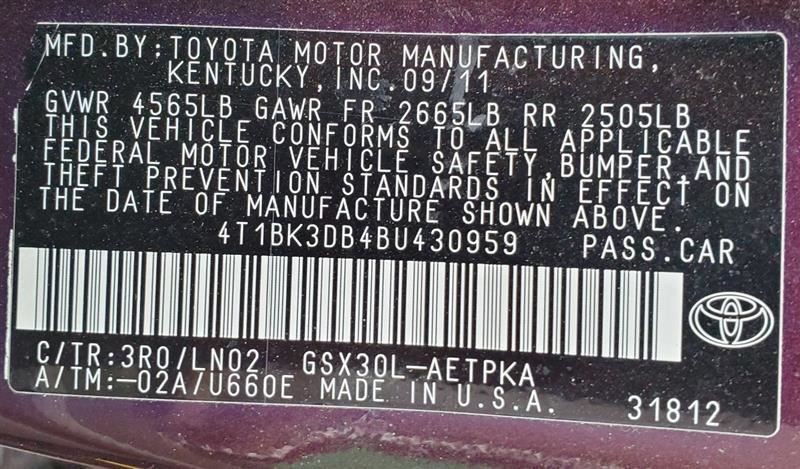 MFD.BY:TOYOTA MOTOR MANUFACTURING,
KENTUCKY,INC.09/11
GVWR 4565LB GAWR FR 2665LB RR 2505LB
THIS VEHICLE CONFORMS TO ALL APPLICABLE
FEDERAL MOTOR VEHICLE SAFETY,BUMPER,AND
THEFT PREVENTION STANDARDS IN EFFECT ON
THE DATE OF MANUFACTURE SHOWN ABOVE.
4T1BK3DB4BU430959 PASS.CAR
C/TR:3R0/LN02 GSX30L-AETPKA
A/TM:-02A/U660E MADE IN U.S.A. 31812